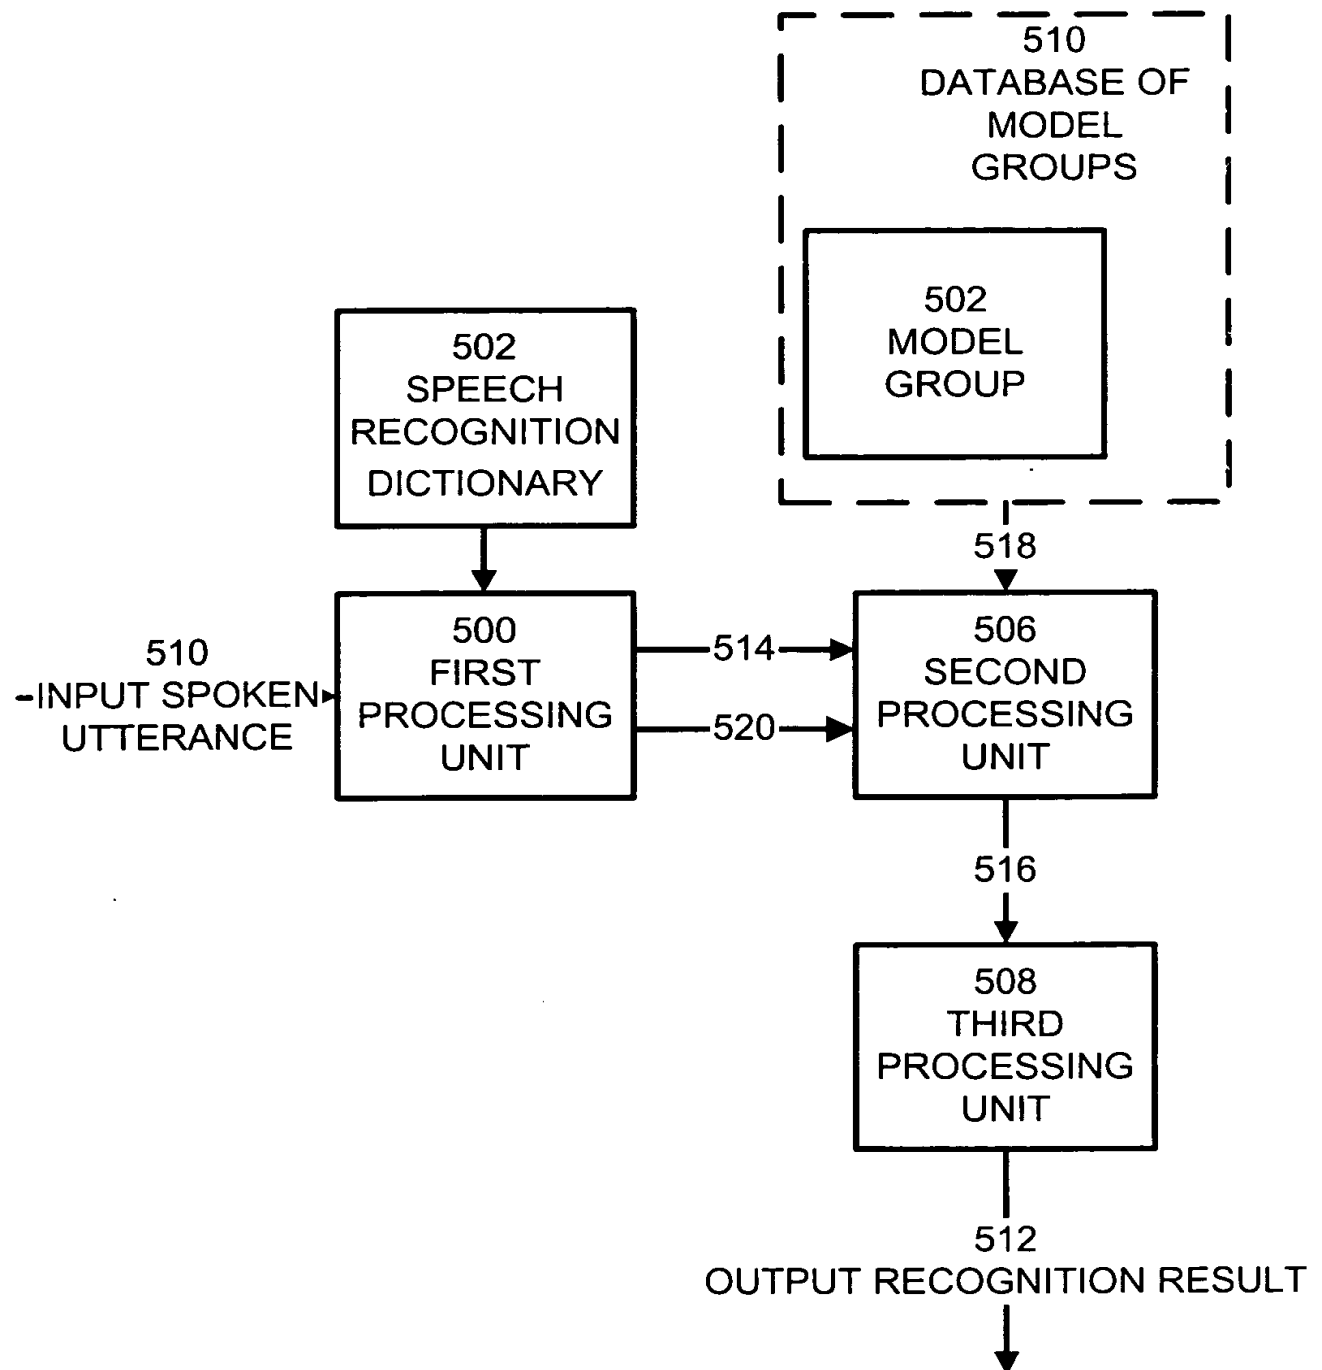 510
DATABASE OF
MODEL
GROUPS
502
MODEL
GROUP
502
SPEECH
RECOGNITION
DICTIONARY
518
510
INPUT SPOKEN
UTTERANCE
500
FIRST
PROCESSING
UNIT
514
520
506
SECOND
PROCESSING
UNIT
516
508
THIRD
PROCESSING
UNIT
512
OUTPUT RECOGNITION RESULT